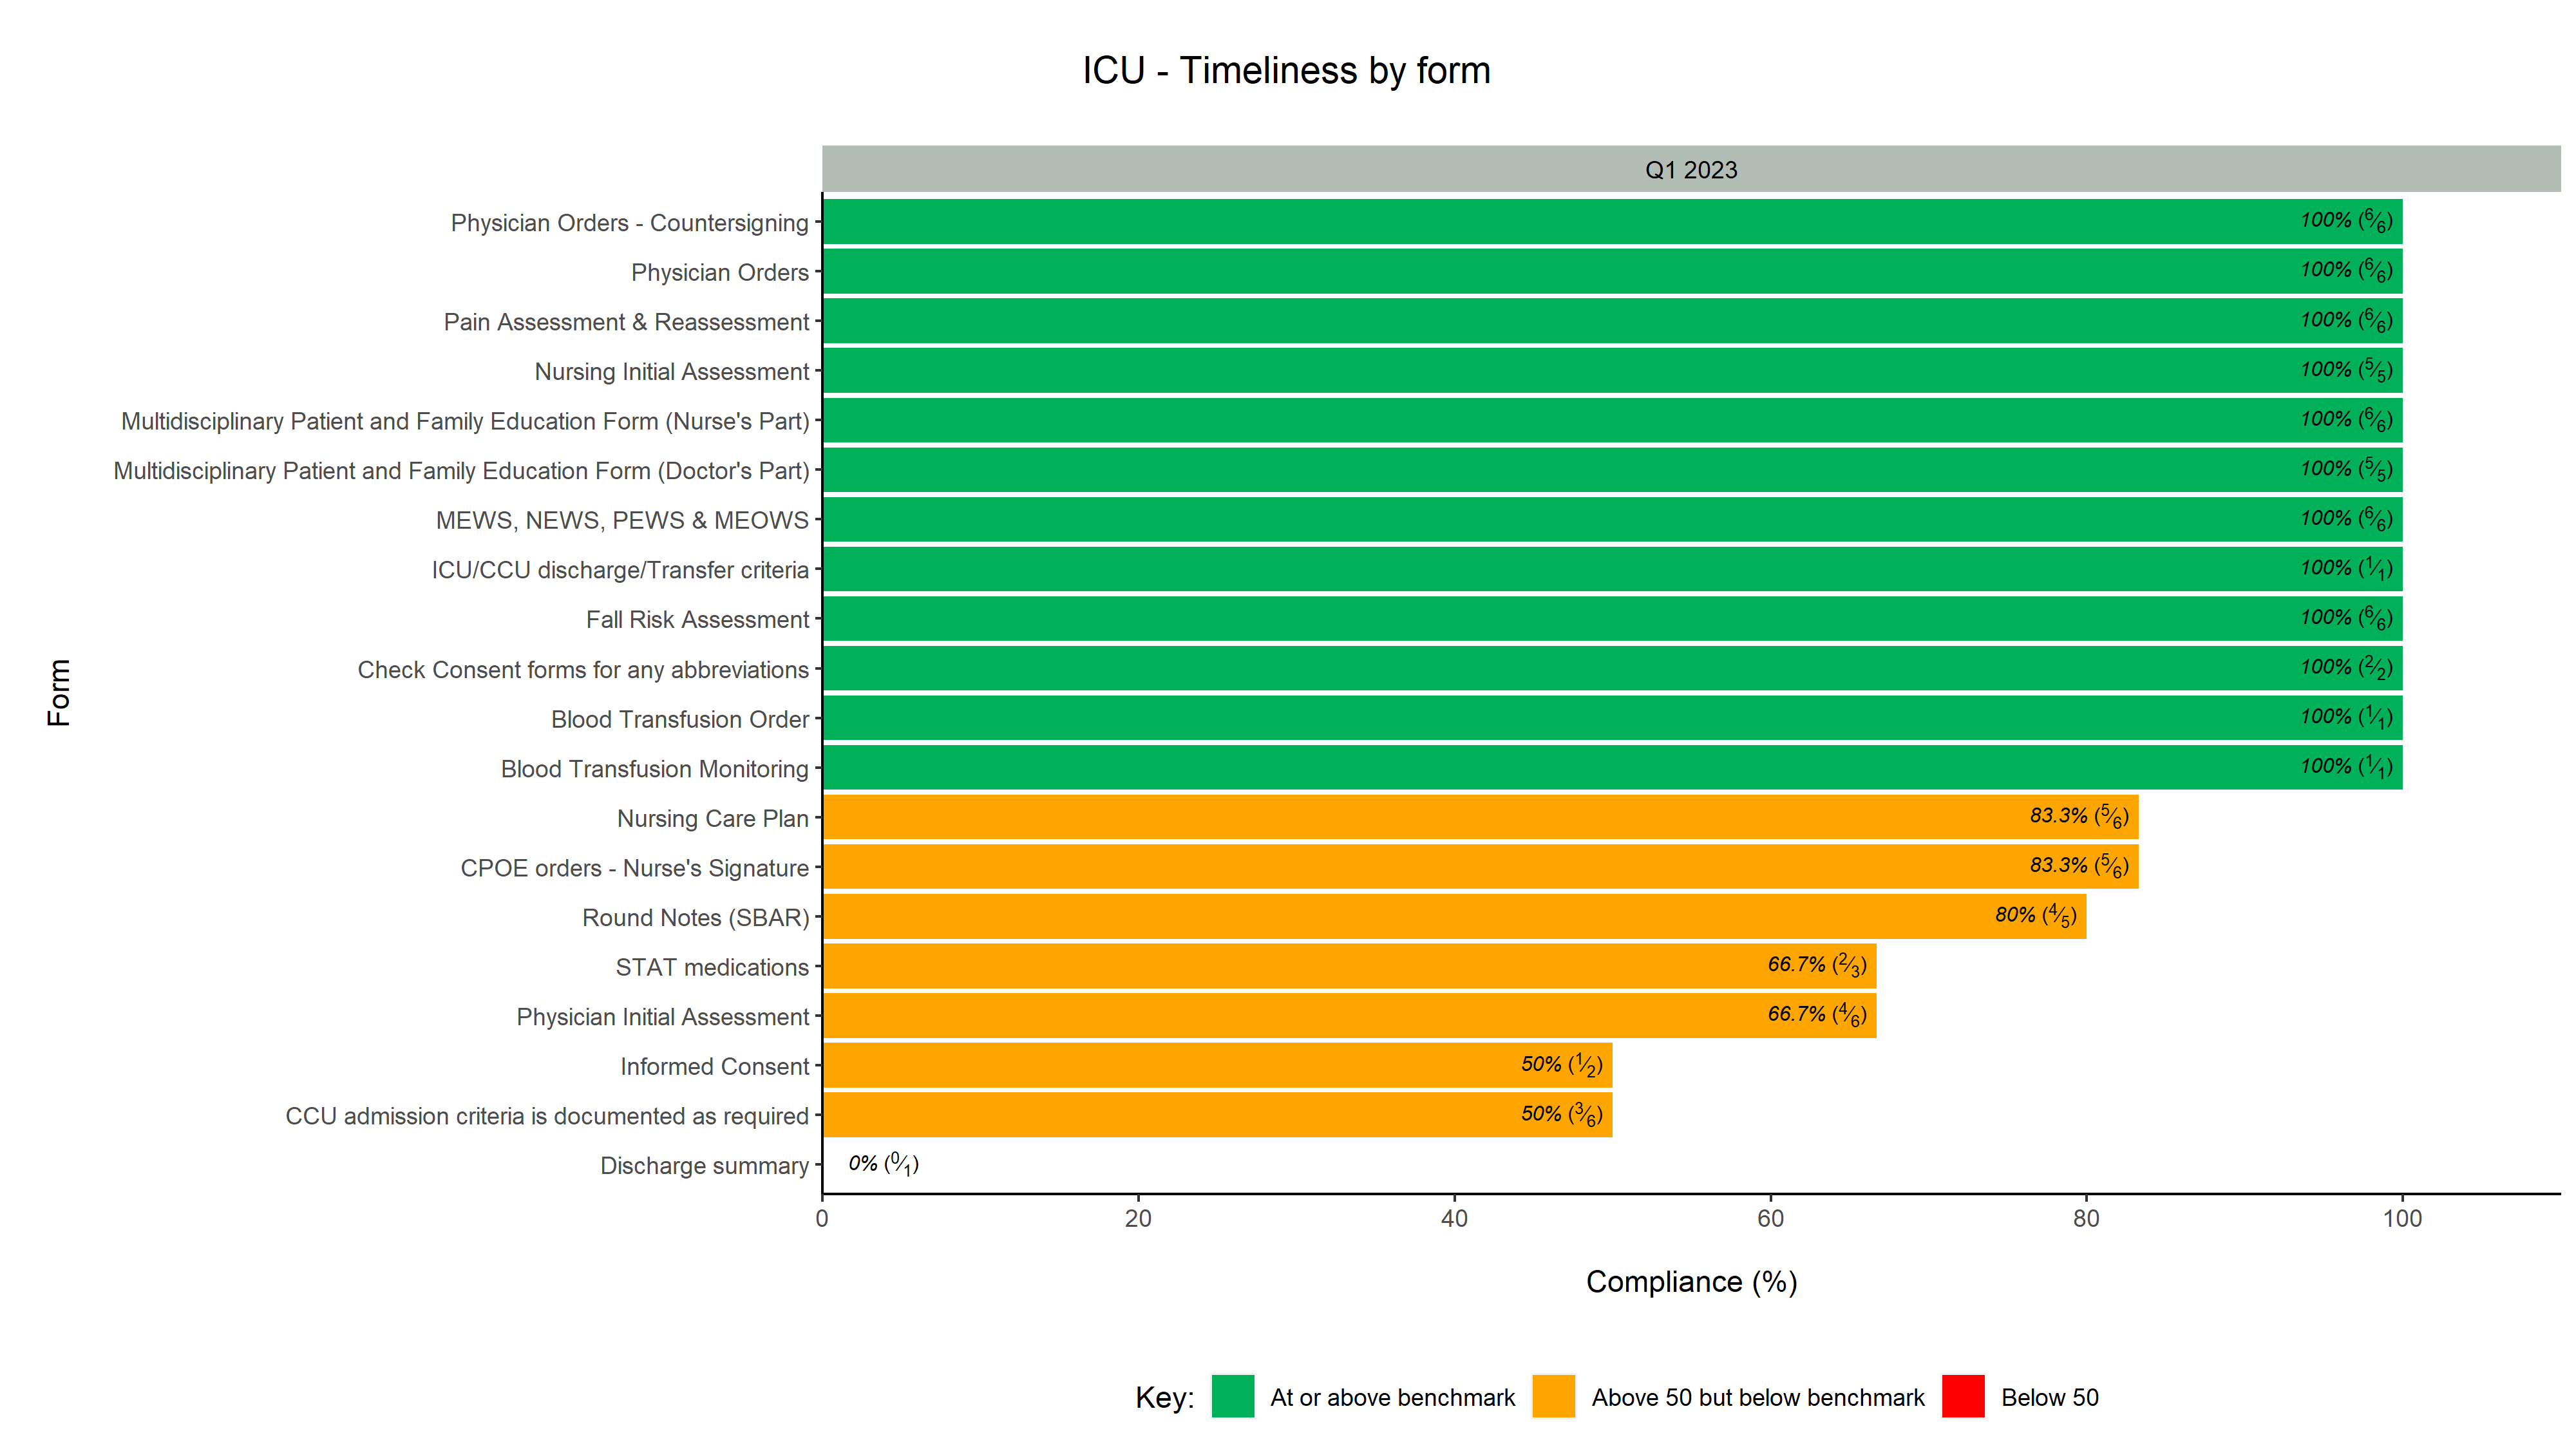 ICU - Timeliness by form
Q1 2023
Form
Physician Orders - Countersigning 100% (6/6)
Physician Orders 100% (6/6)
Pain Assessment & Reassessment 100% (6/6)
Nursing Initial Assessment 100% (5/5)
Multidisciplinary Patient and Family Education Form (Nurse's Part) 100% (6/6)
Multidisciplinary Patient and Family Education Form (Doctor's Part) 100% (5/5)
MEWS, NEWS, PEWS & MEOWS 100% (6/6)
ICU/CCU discharge/Transfer criteria 100% (1/1)
Fall Risk Assessment 100% (6/6)
Check Consent forms for any abbreviations 100% (2/2)
Blood Transfusion Order 100% (1/1)
Blood Transfusion Monitoring 100% (1/1)
Nursing Care Plan 83.3% (5/6)
CPOE orders - Nurse's Signature 83.3% (5/6)
Round Notes (SBAR) 80% (4/5)
STAT medications 66.7% (2/3)
Physician Initial Assessment 66.7% (4/6)
Informed Consent 50% (1/2)
CCU admission criteria is documented as required 50% (3/6)
Discharge summary 0% (0/1)
0 20 40 60 80 100
Compliance (%)
Key: At or above benchmark Above 50 but below benchmark Below 50